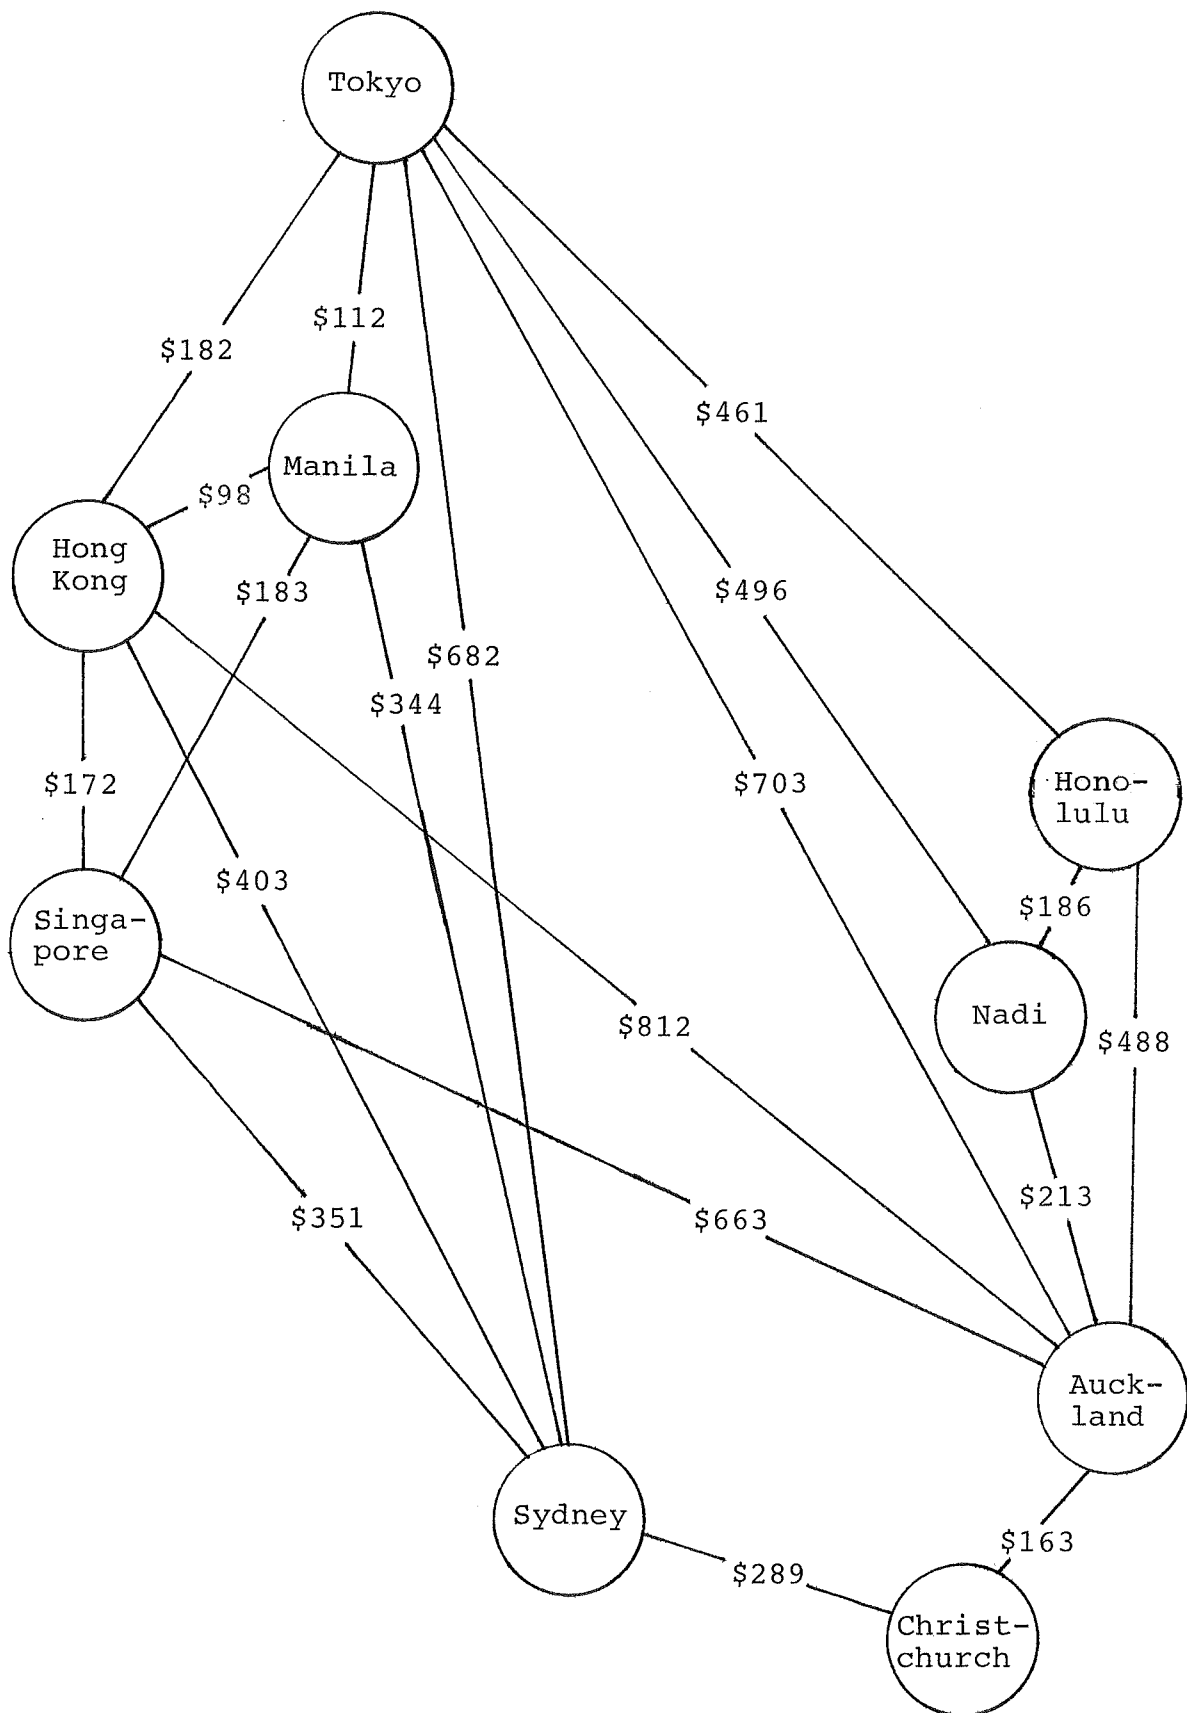 Tokyo
$112
$182
$461
Manila
$98
Hong
Kong
$183
$496
$682
$344
$172
$703
Hono-
lulu
$403
$186
Singa-
pore
Nadi
$812
$488
$213
$351
$663
Auck-
land
Sydney
$163
$289
Christ-
church